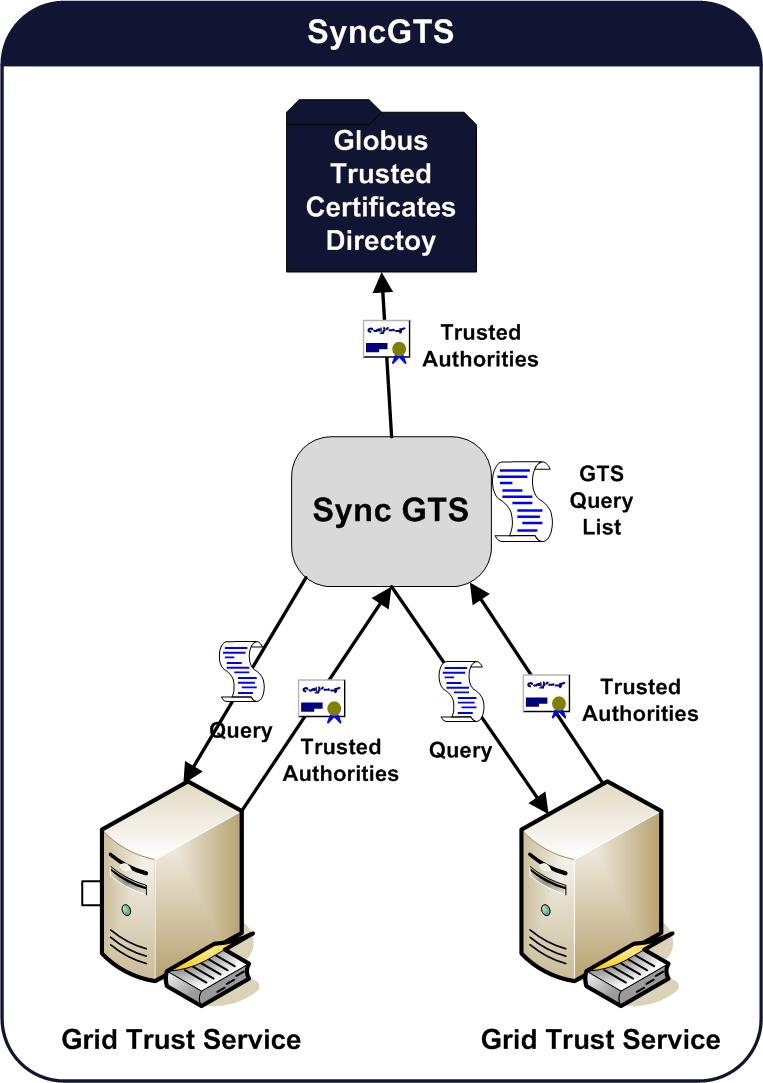 SyncGTS
Globus
Trusted
Certificates
Directoy
Trusted
Authorities
Sync GTS
GTS
Query
List
Query
Trusted
Authorities
Query
Trusted
Authorities
Grid Trust Service
Grid Trust Service